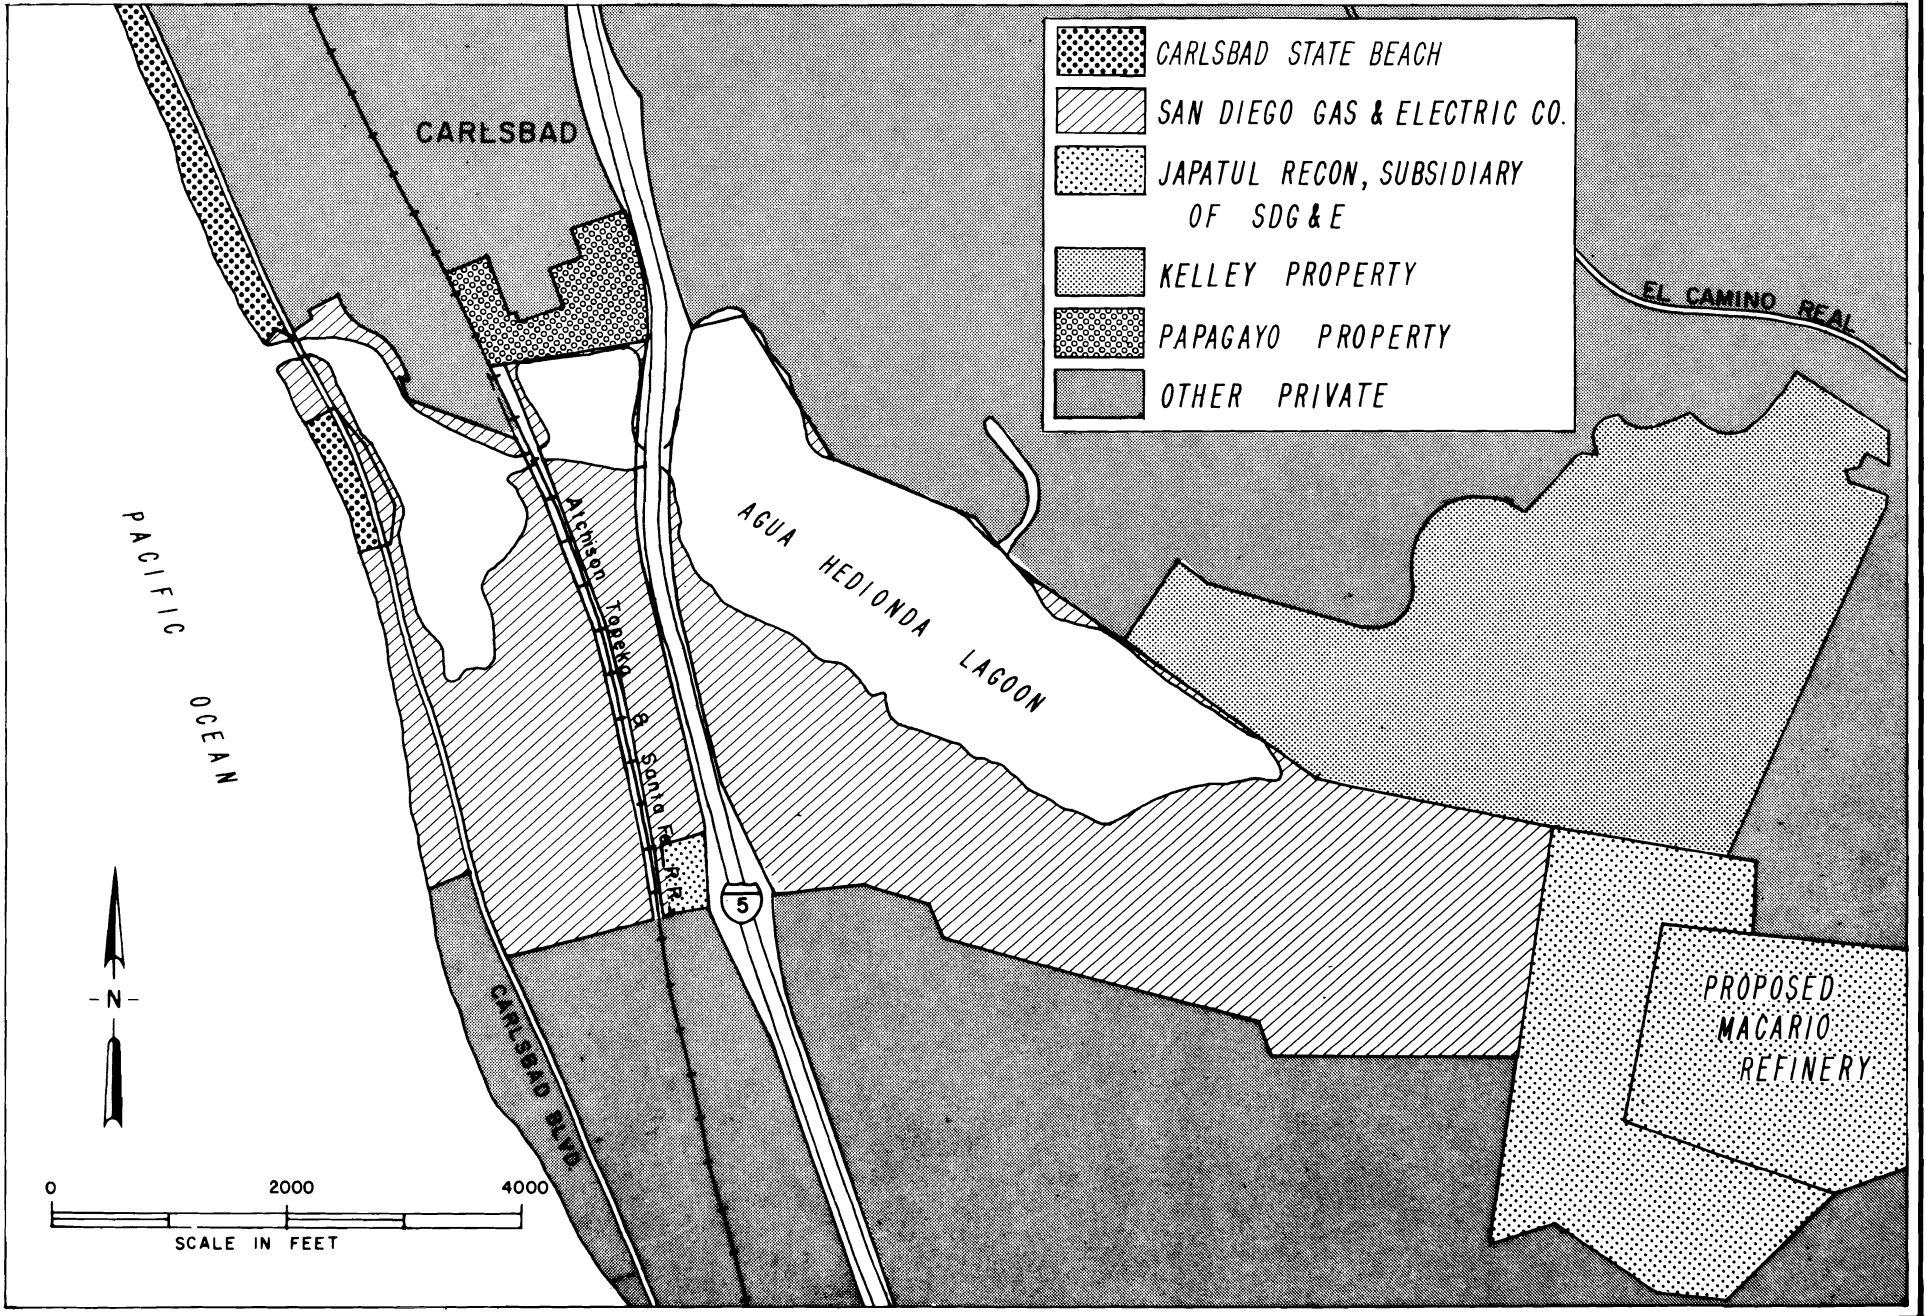 CARLSBAD STATE BEACH
SAN DIEGO GAS & ELECTRIC CO.
JAPATUL RECON, SUBSIDIARY
OF SDG & E
KELLEY PROPERTY
PAPAGAYO PROPERTY
OTHER PRIVATE
CARLSBAD
EL CAMINO REAL
AGUA HEDIONDA LAGOON
PACIFIC OCEAN
Atchison Topeka & Santa Fe R.R.
5
PROPOSED
MACARIO
REFINERY
CARLSBAD BLVD.
N
0 2000 4000
SCALE IN FEET